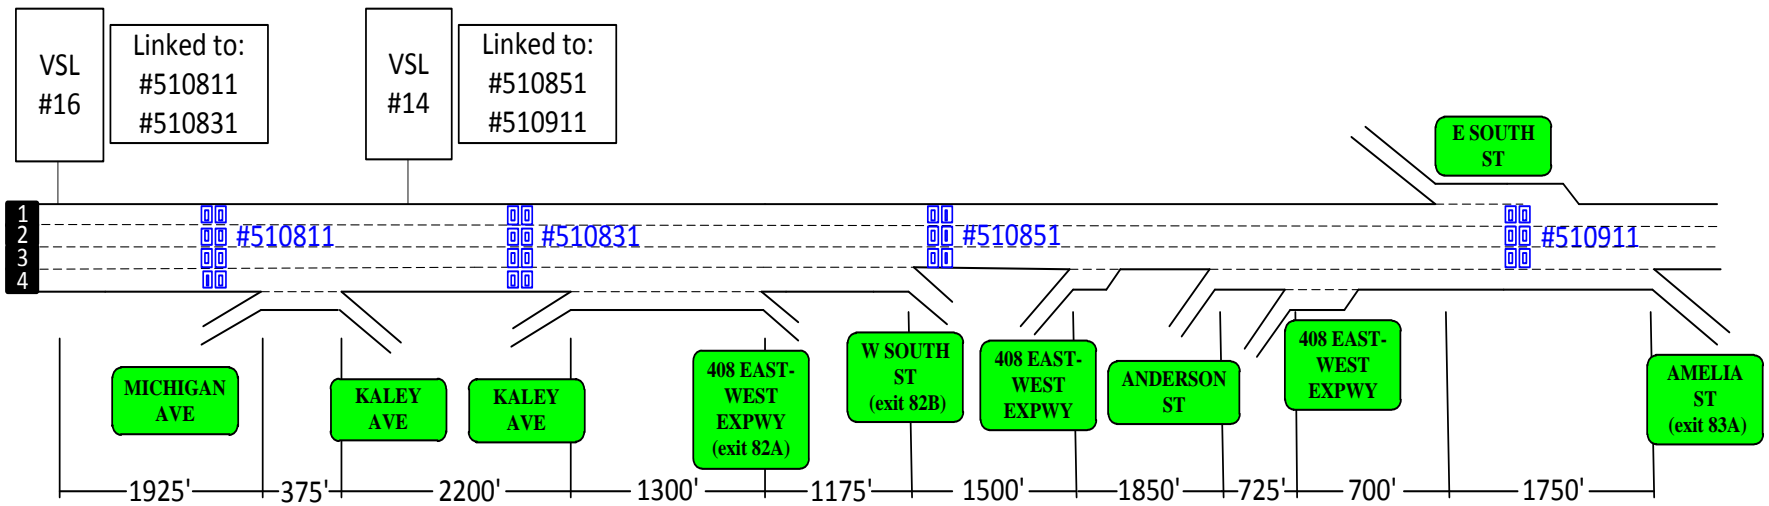 VSL
#16
Linked to:
#510811
#510831
VSL
#14
Linked to:
#510851
#510911
E SOUTH
ST
1
2
3
4
#510811
#510831
#510851
#510911
MICHIGAN
AVE
KALEY
AVE
KALEY
AVE
408 EAST-
WEST
EXPWY
(exit 82A)
W SOUTH
ST
(exit 82B)
408 EAST-
WEST
EXPWY
ANDERSON
ST
408 EAST-
WEST
EXPWY
AMELIA
ST
(exit 83A)
1925'
375'
2200'
1300'
1175'
1500'
1850'
725'
700'
1750'